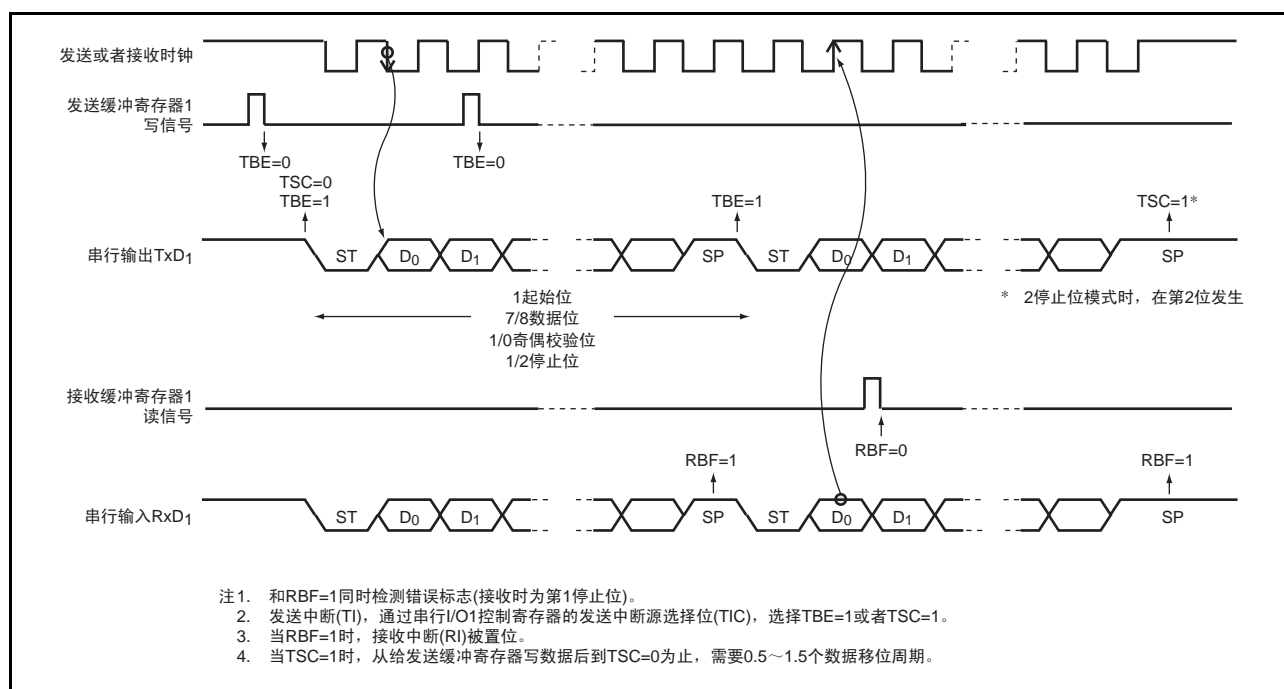 发送或者接收时钟
发送缓冲寄存器1
写信号
TBE=0
TBE=0
TSC=0
TBE=1
TBE=1
TSC=1*
串行输出TxD1
ST D0 D1 SP ST D0 D1 SP
1起始位
7/8数据位
1/0奇偶校验位
1/2停止位
* 2停止位模式时，在第2位发生
接收缓冲寄存器1
读信号
RBF=0
RBF=1
RBF=1
串行输入RxD1
ST D0 D1 SP ST D0 D1 SP
注1. 和RBF=1同时检测错误标志(接收时为第1停止位)。
2. 发送中断(TI)，通过串行I/O1控制寄存器的发送中断源选择位(TIC)，选择TBE=1或者TSC=1。
3. 当RBF=1时，接收中断(RI)被置位。
4. 当TSC=1时，从给发送缓冲寄存器写数据后到TSC=0为止，需要0.5～1.5个数据移位周期。